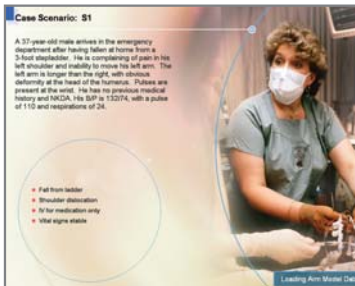 Case Scenario: S1
A 37-year-old male arrives in the emergency
department after having fallen at home from a
3-foot stepladder. He is complaining of pain in his
left shoulder and inability to move his left arm. The
left arm is longer than the right, with obvious
deformity at the head of the humerus. Pulses are
present at the wrist. He has no previous medical
history and NKDA. His B/P is 132/74, with a pulse
of 110 and respirations of 24.
Fall from ladder
Shoulder dislocation
IV for medication only
Vital signs stable
Loading Arm Model Data